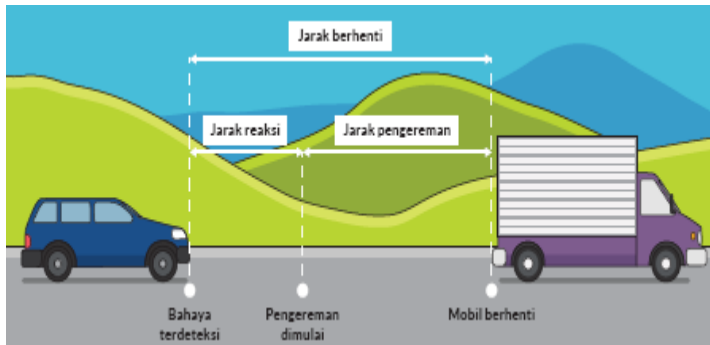 Jarak berhenti
Jarak reaksi
Jarak pengereman
Bahaya
terdeteksi
Pengereman
dimulai
Mobil berhenti